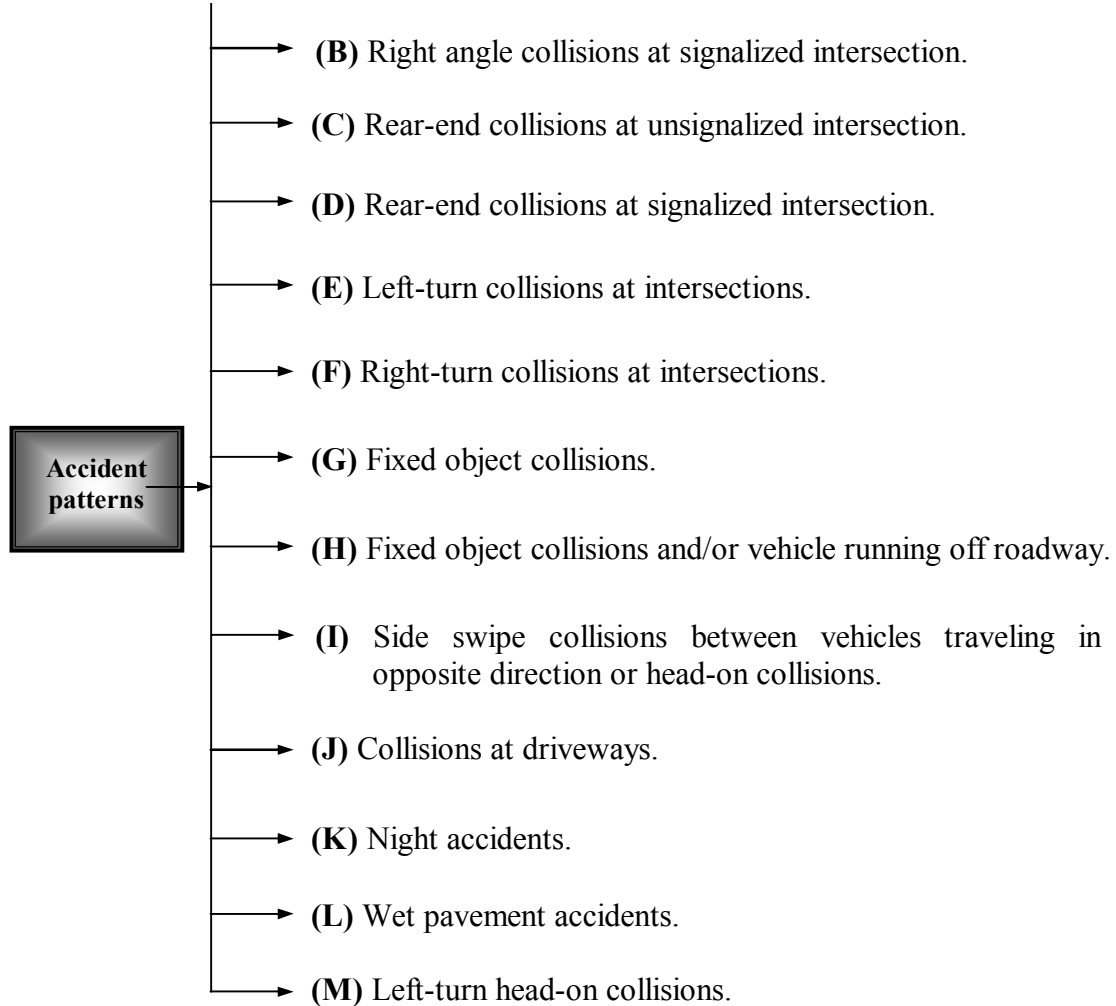 (B) Right angle collisions at signalized intersection.
(C) Rear-end collisions at unsignalized intersection.
(D) Rear-end collisions at signalized intersection.
(E) Left-turn collisions at intersections.
(F) Right-turn collisions at intersections.
Accident
patterns
(G) Fixed object collisions.
(H) Fixed object collisions and/or vehicle running off roadway.
(I) Side swipe collisions between vehicles traveling in
opposite direction or head-on collisions.
(J) Collisions at driveways.
(K) Night accidents.
(L) Wet pavement accidents.
(M) Left-turn head-on collisions.